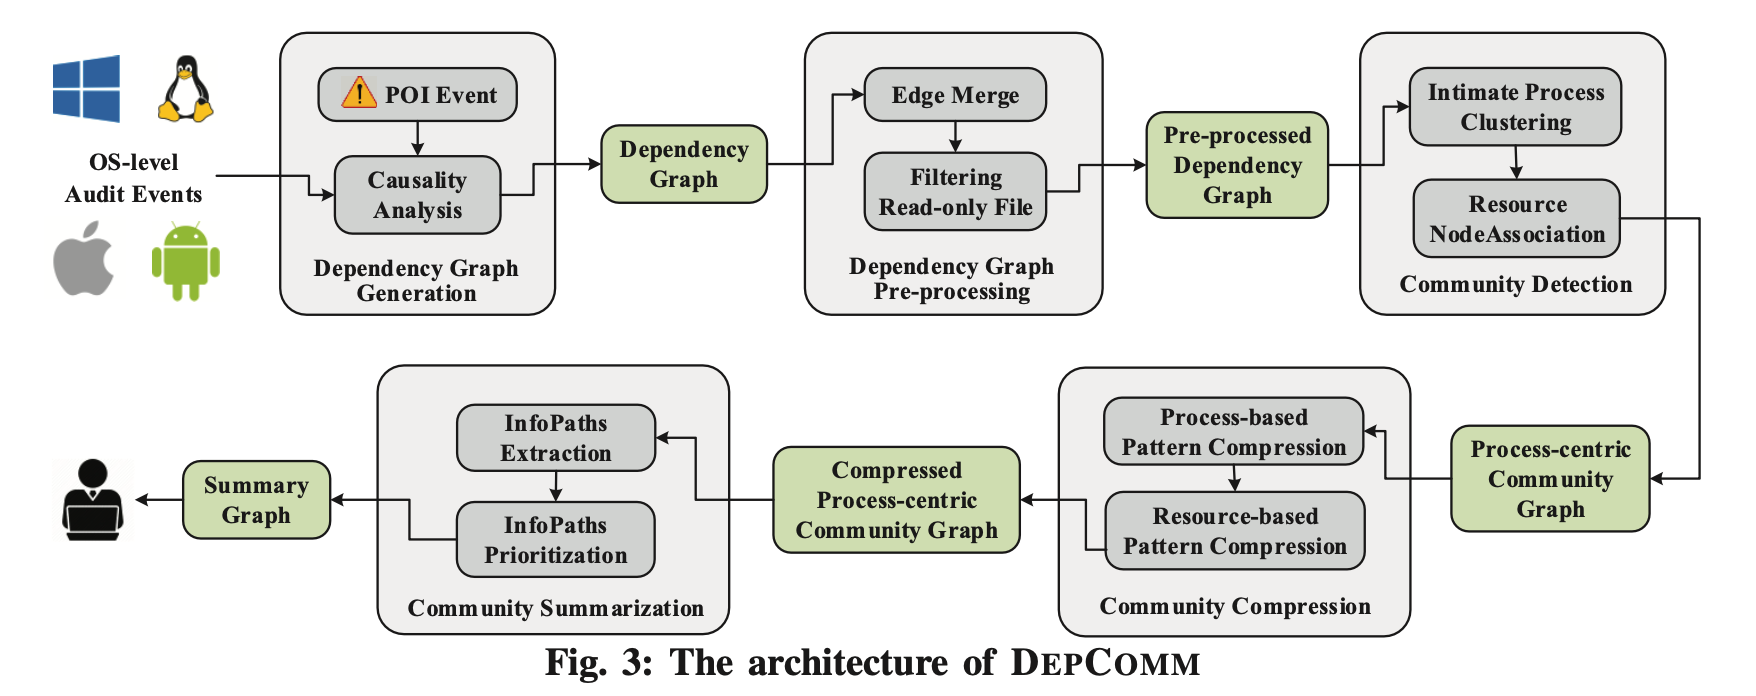 OS-level
Audit Events
POI Event
Causality
Analysis
Dependency Graph
Generation
Dependency
Graph
Edge Merge
Filtering
Read-only File
Dependency Graph
Pre-processing
Pre-processed
Dependency
Graph
Intimate Process
Clustering
Resource
NodeAssociation
Community Detection
Process-centric
Community
Graph
Process-based
Pattern Compression
Resource-based
Pattern Compression
Community Compression
Compressed
Process-centric
Community Graph
InfoPaths
Extraction
InfoPaths
Prioritization
Community Summarization
Summary
Graph
Fig. 3: The architecture of DEPCOMM